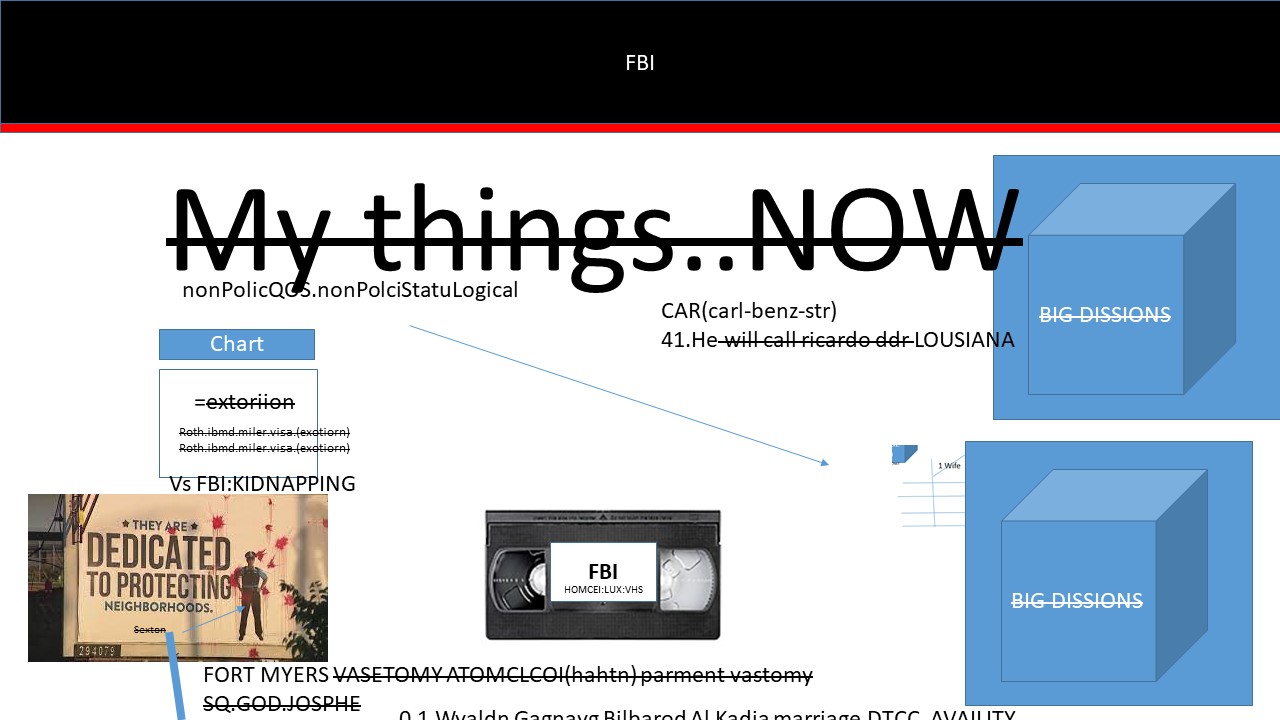 FBI
My things..NOW
nonPolicQOS.nonPolciStatuLogical
CAR(carl-benz-str)
41.He will call ricardo ddr LOUSIANA
BIG DISSIONS
Chart
=extoriion
Roth.ibmd.miler.visa.(exotiorn)
Roth.ibmd.miler.visa.(exotiorn)
Vs FBI:KIDNAPPING
1 Wife
THEY ARE
DEDICATED
TO PROTECTING
NEIGHBORHOODS.
Sexton
294079
FBI
HOMCEI:LUX:VHS
BIG DISSIONS
FORT MYERS VASETOMY ATOMCLCOI(hahtn) parment vastomy
SQ.GOD.JOSPHE
0.1 Wyaldn Gagnayg Bilbarod Al Kadia marriage DTCC AVAILITY